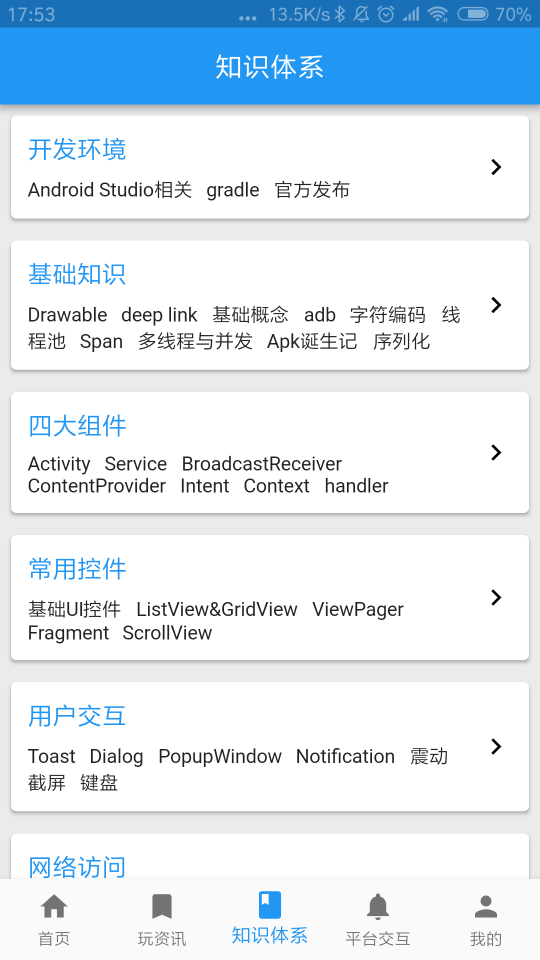 17:53 ... 13.5K/s 70%
知识体系
开发环境
Android Studio相关 gradle 官方发布
基础知识
Drawable deep link 基础概念 adb 字符编码 线
程池 Span 多线程与并发 Apk诞生记 序列化
四大组件
Activity Service BroadcastReceiver
ContentProvider Intent Context handler
常用控件
基础UI控件 ListView&GridView ViewPager
Fragment ScrollView
用户交互
Toast Dialog PopupWindow Notification 震动
截屏 键盘
网络访问
首页 玩资讯 知识体系 平台交互 我的